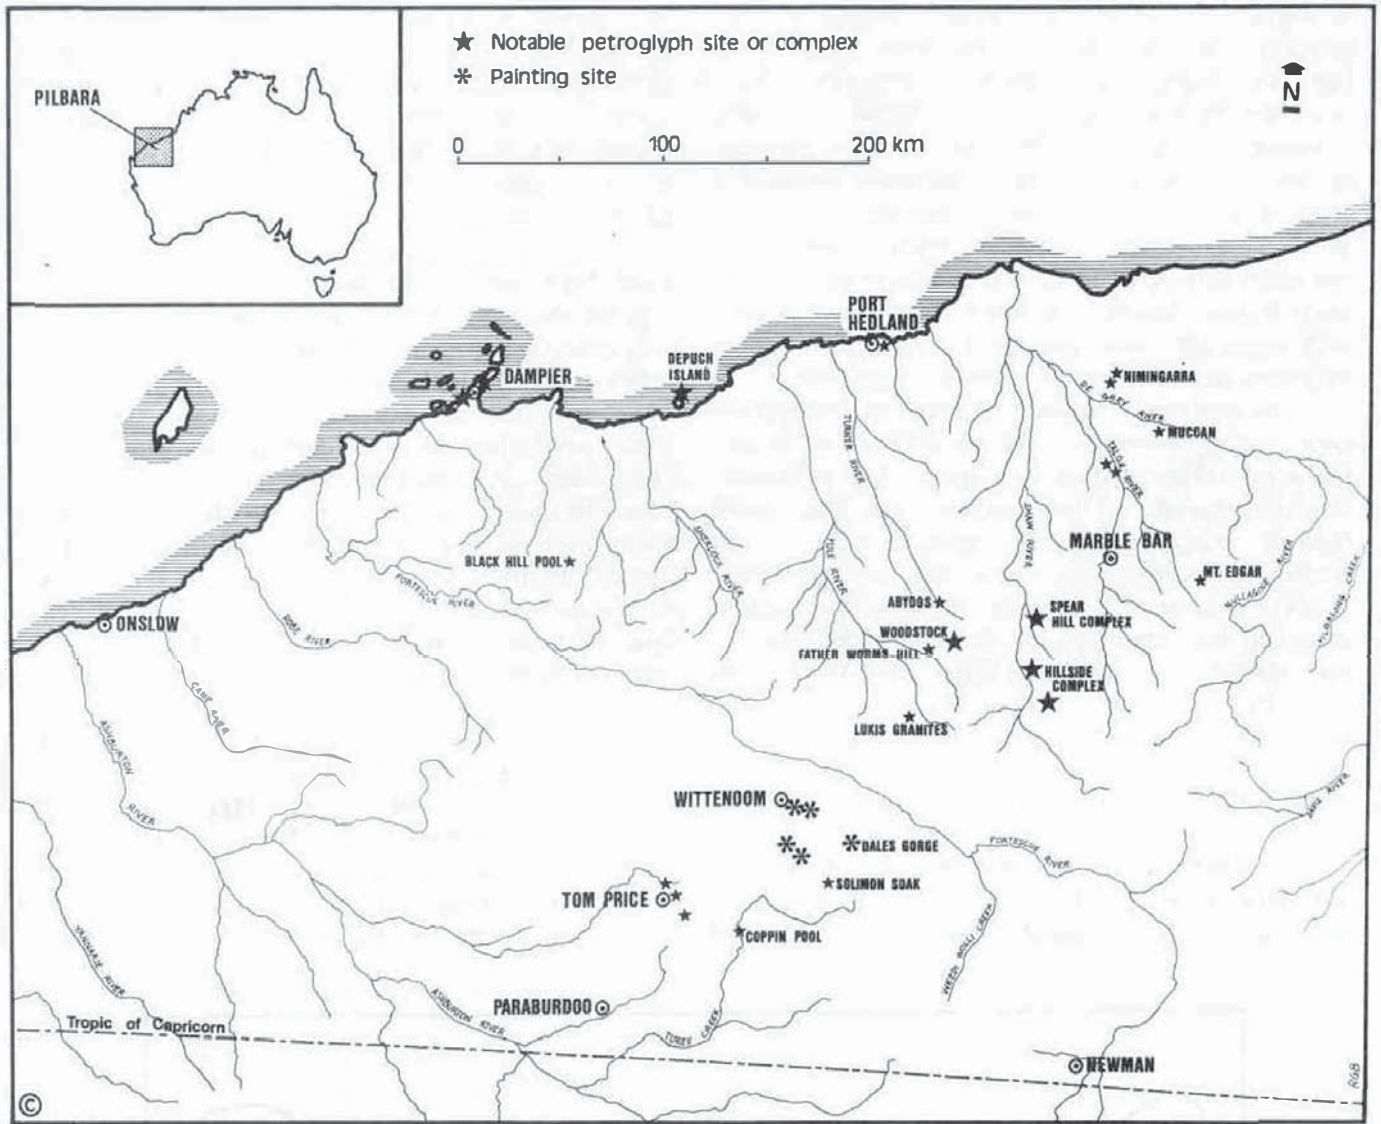 ★ Notable petroglyph site or complex
✳ Painting site
PILBARA
N
0 100 200 km
PORT
HEDLAND
DEPUCH
ISLAND
DAMPIER
NIMINGARRA
DE GREY RIVER
MUCCAN
TURNER RIVER
TALGA RIVER
SHAW RIVER
YULE RIVER
SHERLOCK RIVER
MARBLE BAR
BLACK HILL POOL
MT. EDGAR
NULLAGINE RIVER
FORTESCUE RIVER
ABYDOS
SPEAR
HILL COMPLEX
ONSLOW
ROBE RIVER
WOODSTOCK
FATHER WORMS HILL
HILLSIDE
COMPLEX
CANE RIVER
LUKIS GRANITES
ASHBURTON
RIVER
WITTENOOM
DALES GORGE
FORTESCUE RIVER
SOLIMON SOAK
TOM PRICE
COPPIN POOL
WEEDI WOLLI CREEK
YANNARIE RIVER
PARABURDOO
ASHBURTON RIVER
TUREE CREEK
Tropic of Capricorn
NEWMAN
RGB
©